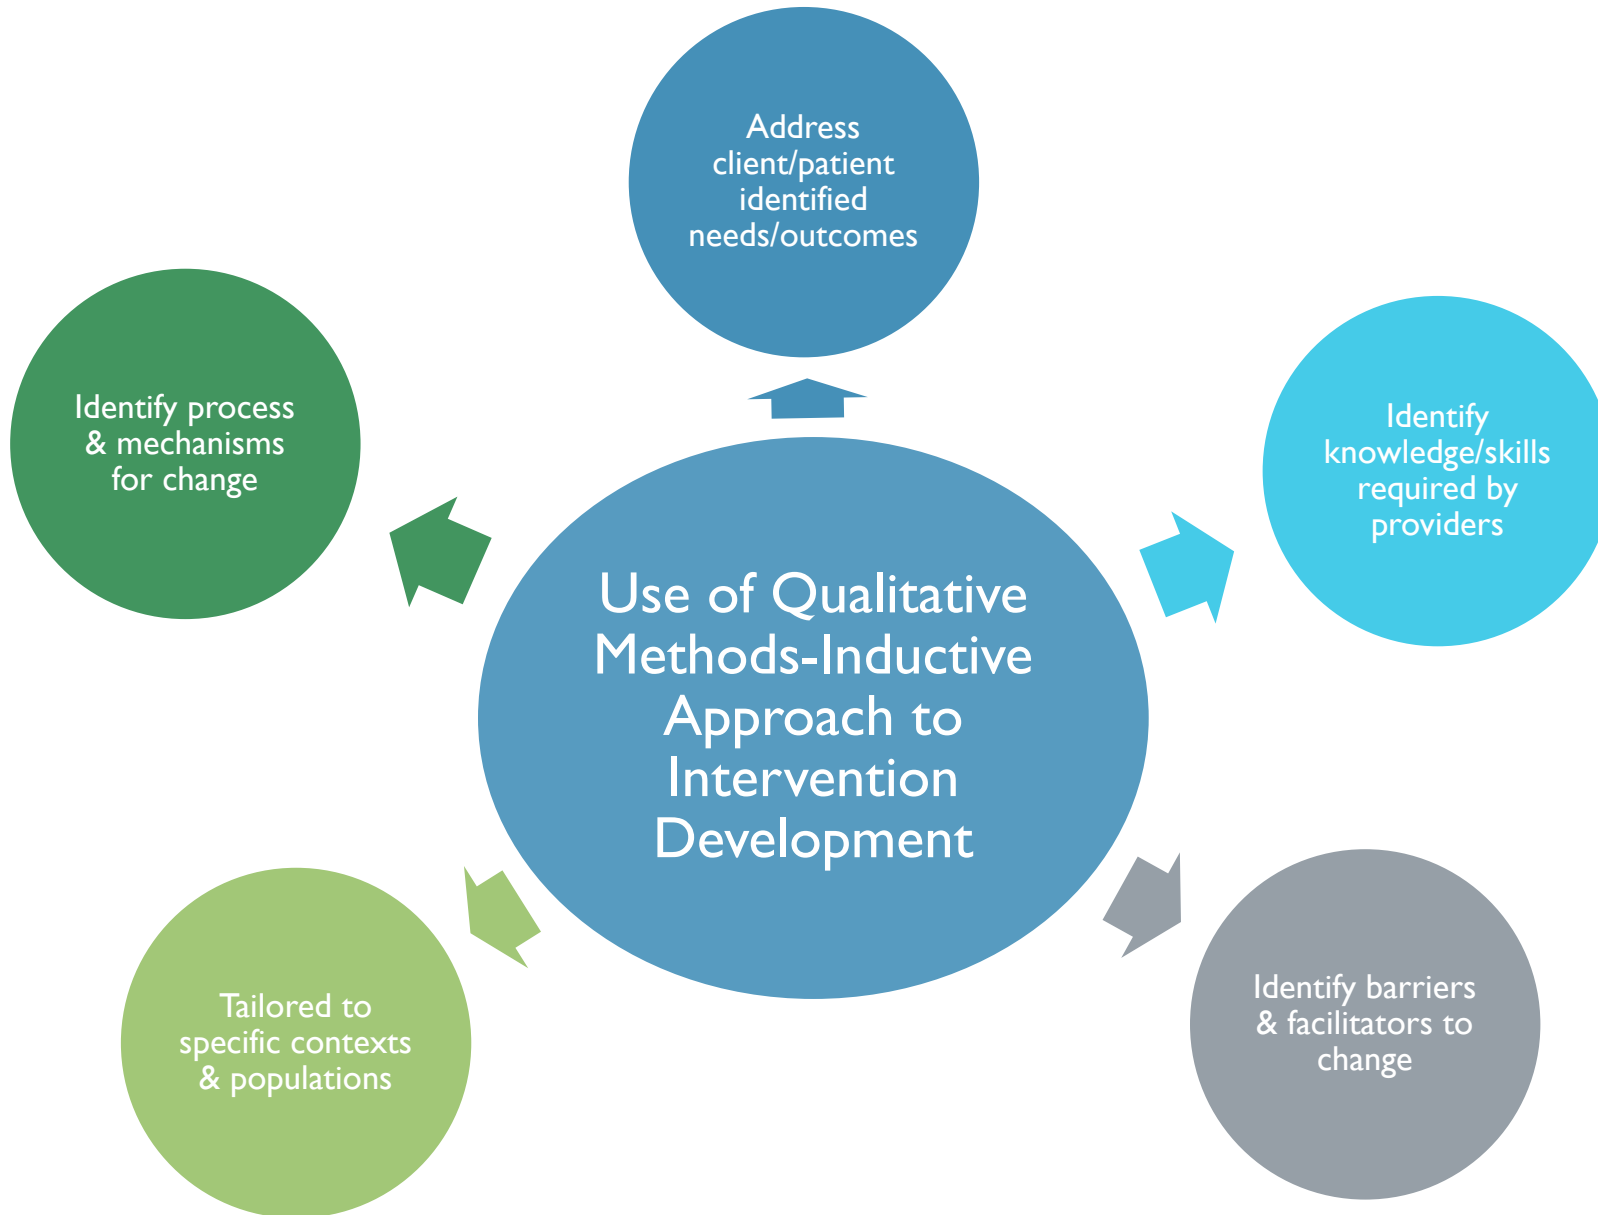 Address
client/patient
identified
needs/outcomes
Identify process
& mechanisms
for change
Identify
knowledge/skills
required by
providers
Use of Qualitative
Methods-Inductive
Approach to
Intervention
Development
Tailored to
specific contexts
& populations
Identify barriers
& facilitators to
change